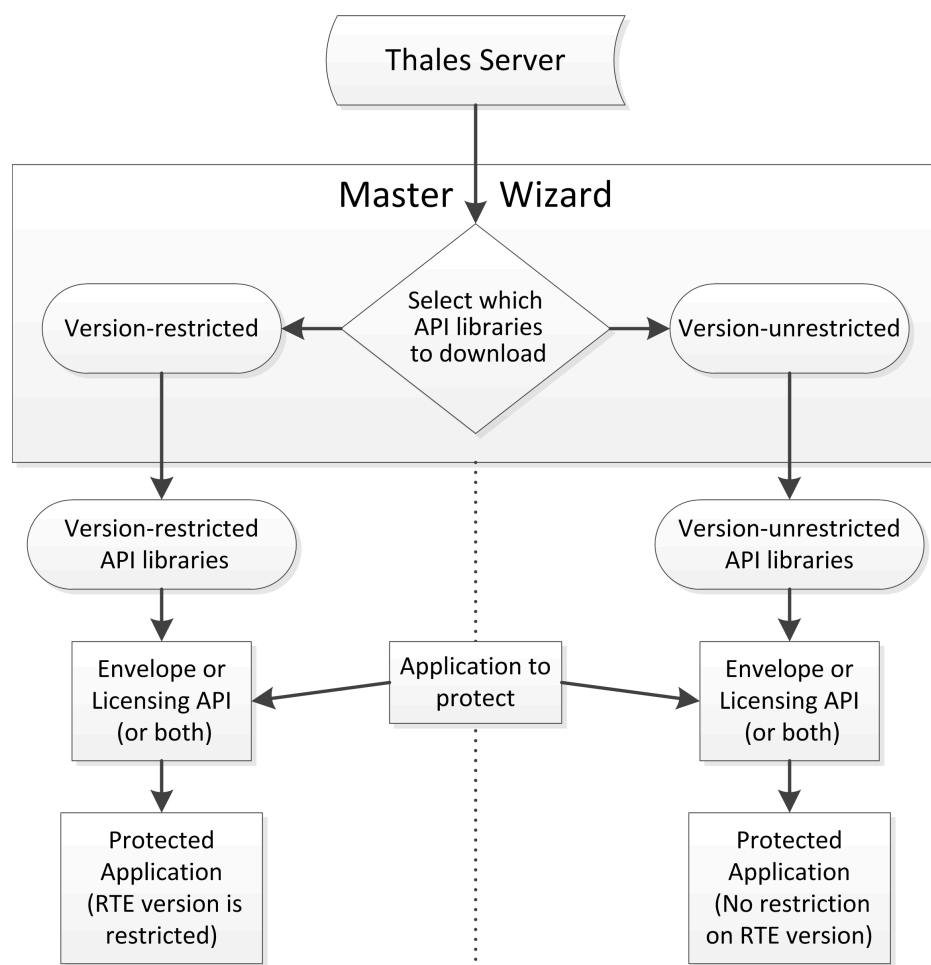 Thales Server
Master Wizard
Select which
API libraries
to download
Version-restricted
Version-unrestricted
Version-restricted
API libraries
Version-unrestricted
API libraries
Envelope or
Licensing API
(or both)
Application to
protect
Envelope or
Licensing API
(or both)
Protected
Application
(RTE version is
restricted)
Protected
Application
(No restriction
on RTE version)